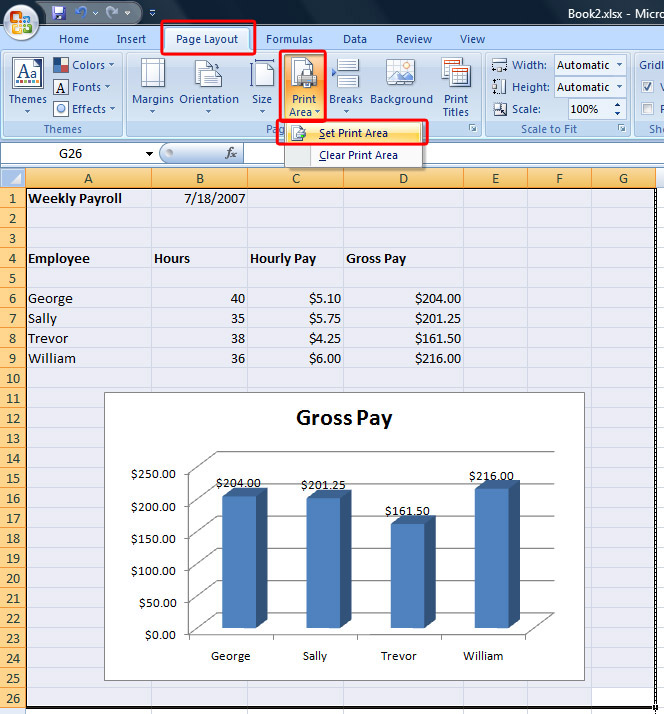 Book2.xlsx - Micro
Home Insert Page Layout Formulas Data Review View
Colors
Fonts
Effects
Themes
Themes
Margins Orientation Size Print Area Breaks Background Print Titles
Pag
Width: Automatic
Height: Automatic
Scale: 100%
Scale to Fit
Gridl
V
P
She
Set Print Area
Clear Print Area
G26 fx
A B C D E F G
1 Weekly Payroll 7/18/2007
2
3
4 Employee Hours Hourly Pay Gross Pay
5
6 George 40 $5.10 $204.00
7 Sally 35 $5.75 $201.25
8 Trevor 38 $4.25 $161.50
9 William 36 $6.00 $216.00
10
11
12
13
14
15
16
17
18
19
20
21
22
23
24
25
26
Gross Pay
$250.00
$200.00
$150.00
$100.00
$50.00
$0.00
$204.00 $201.25 $161.50 $216.00
George Sally Trevor William